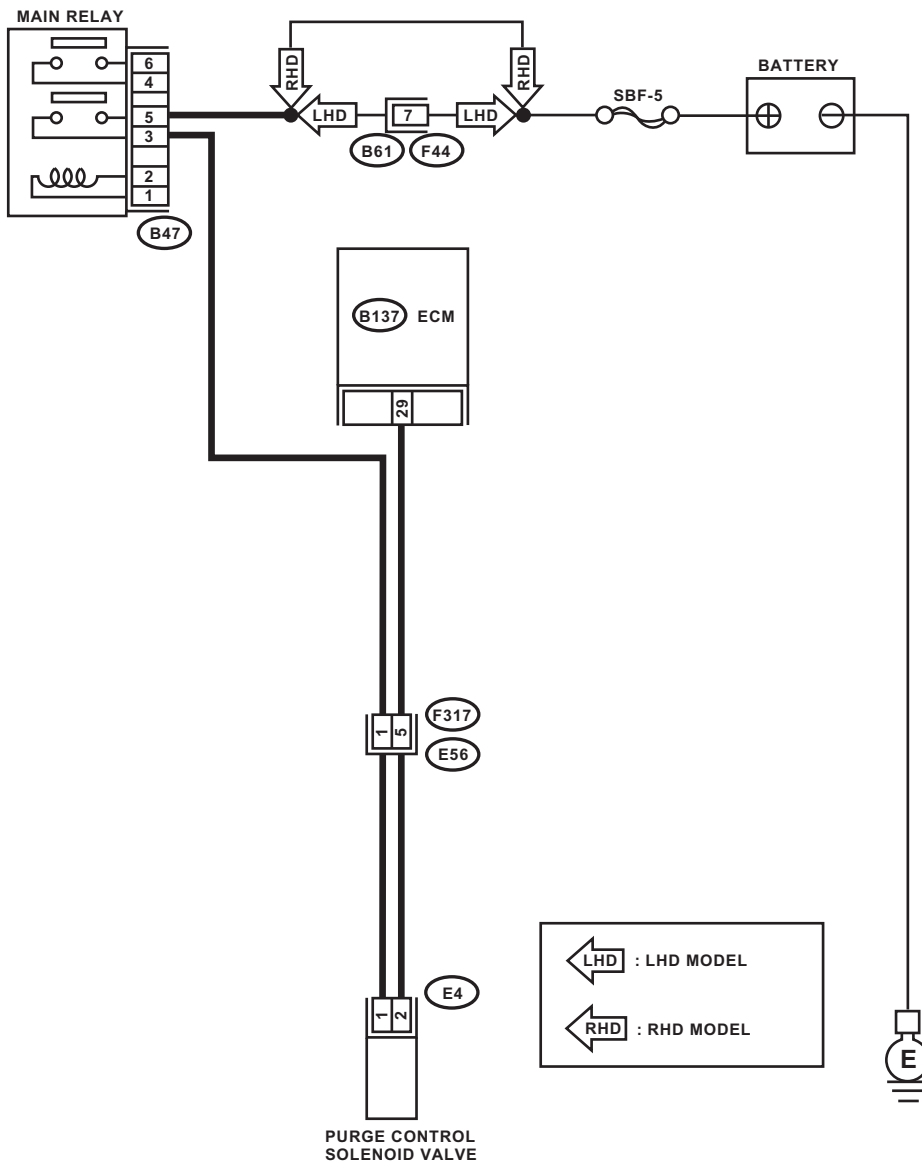 MAIN RELAY
6
4
5
3
2
1
B47
RHD
RHD
LHD
7
LHD
B61
F44
SBF-5
BATTERY
B137 ECM
29
1
5
F317
E56
1
2
E4
PURGE CONTROL
SOLENOID VALVE
LHD : LHD MODEL
RHD : RHD MODEL
E